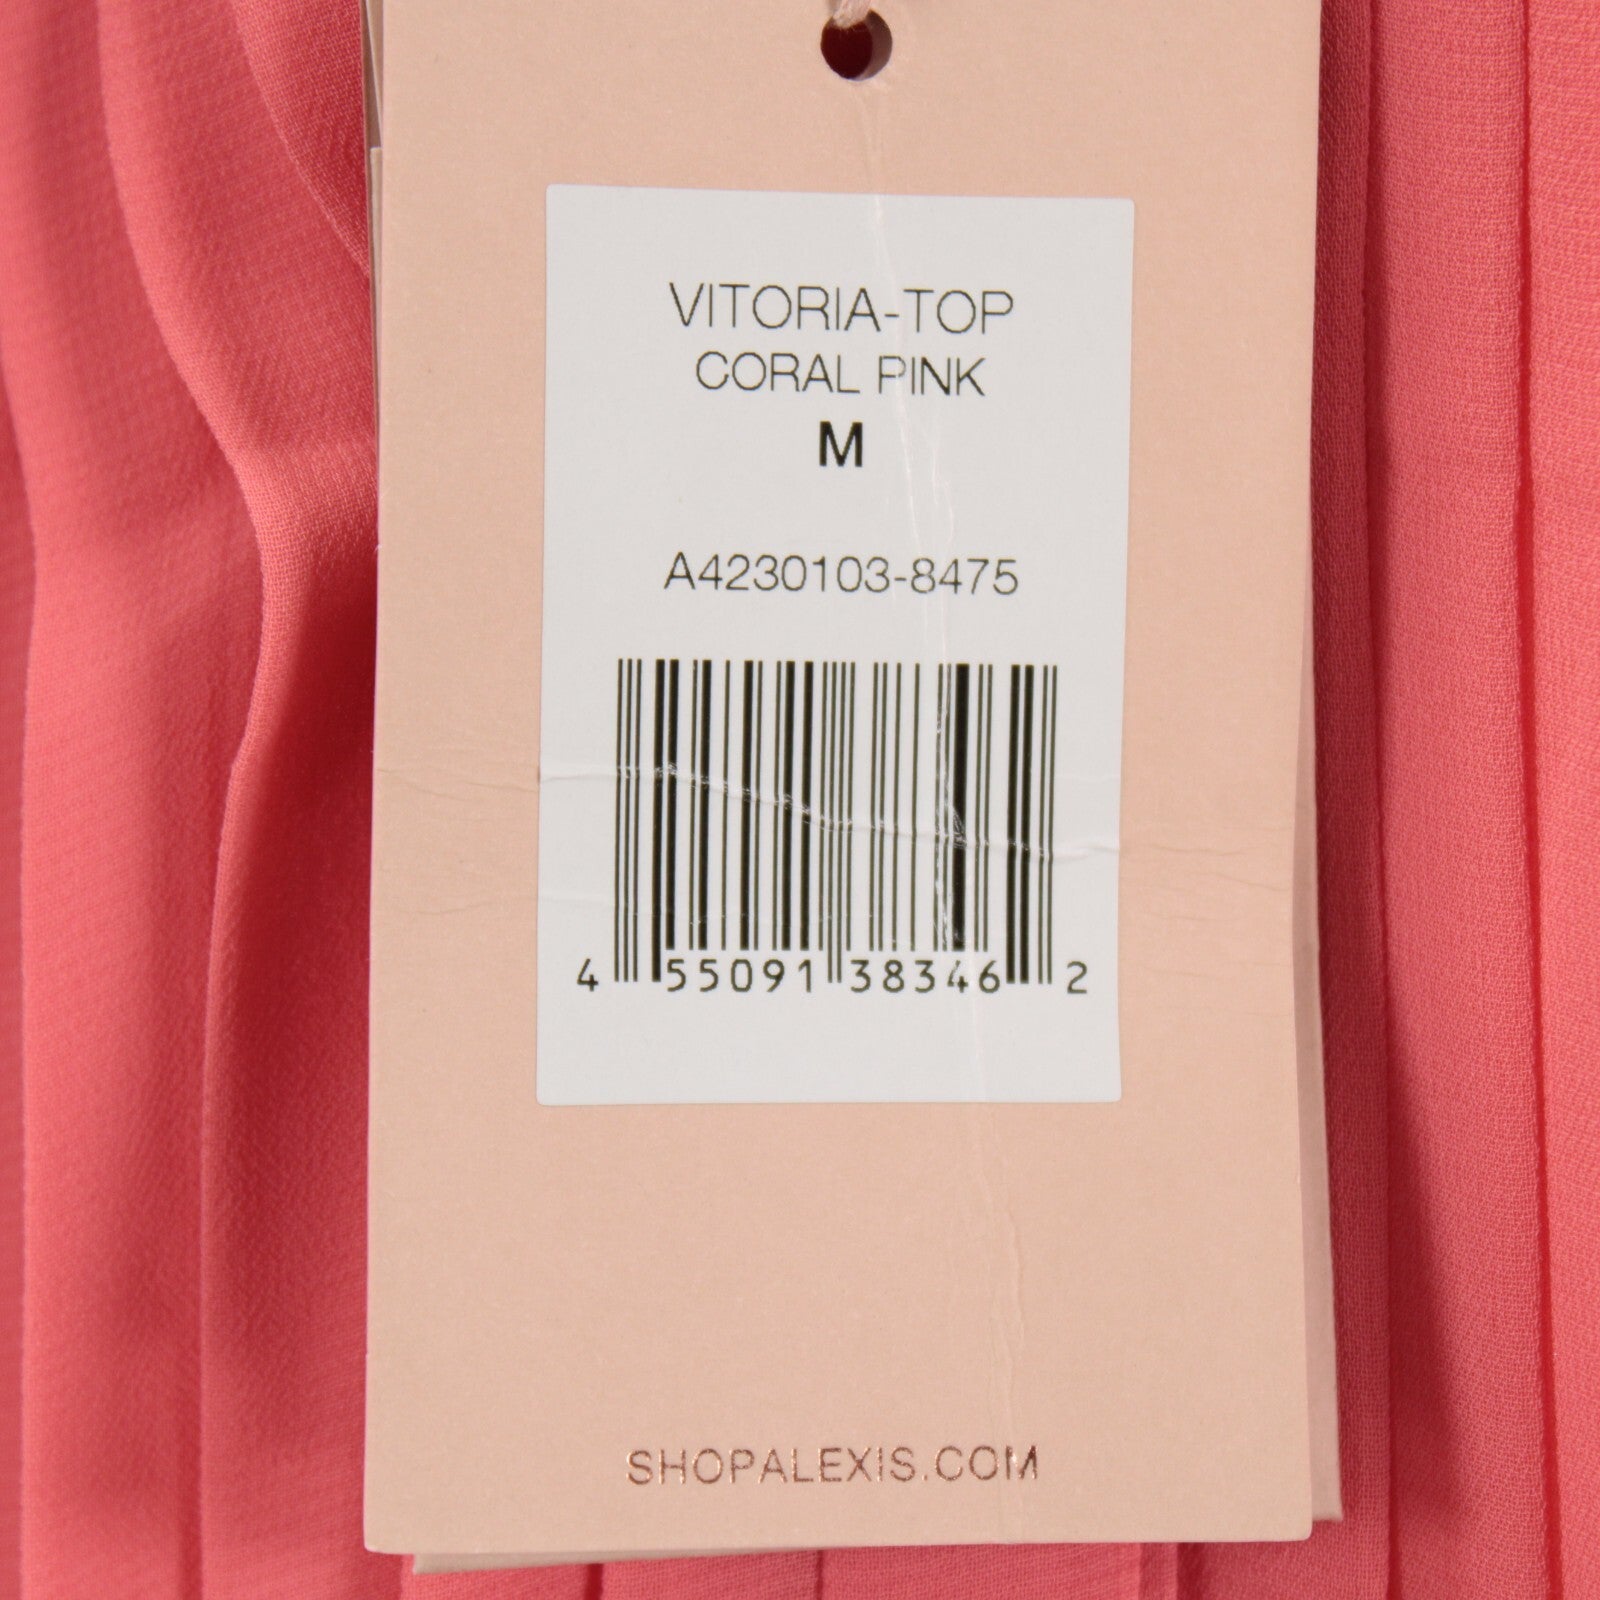 VITORIA-TOP
CORAL PINK
M
A4230103-8475
4 55091 38346 2
SHOPALEXIS.COM